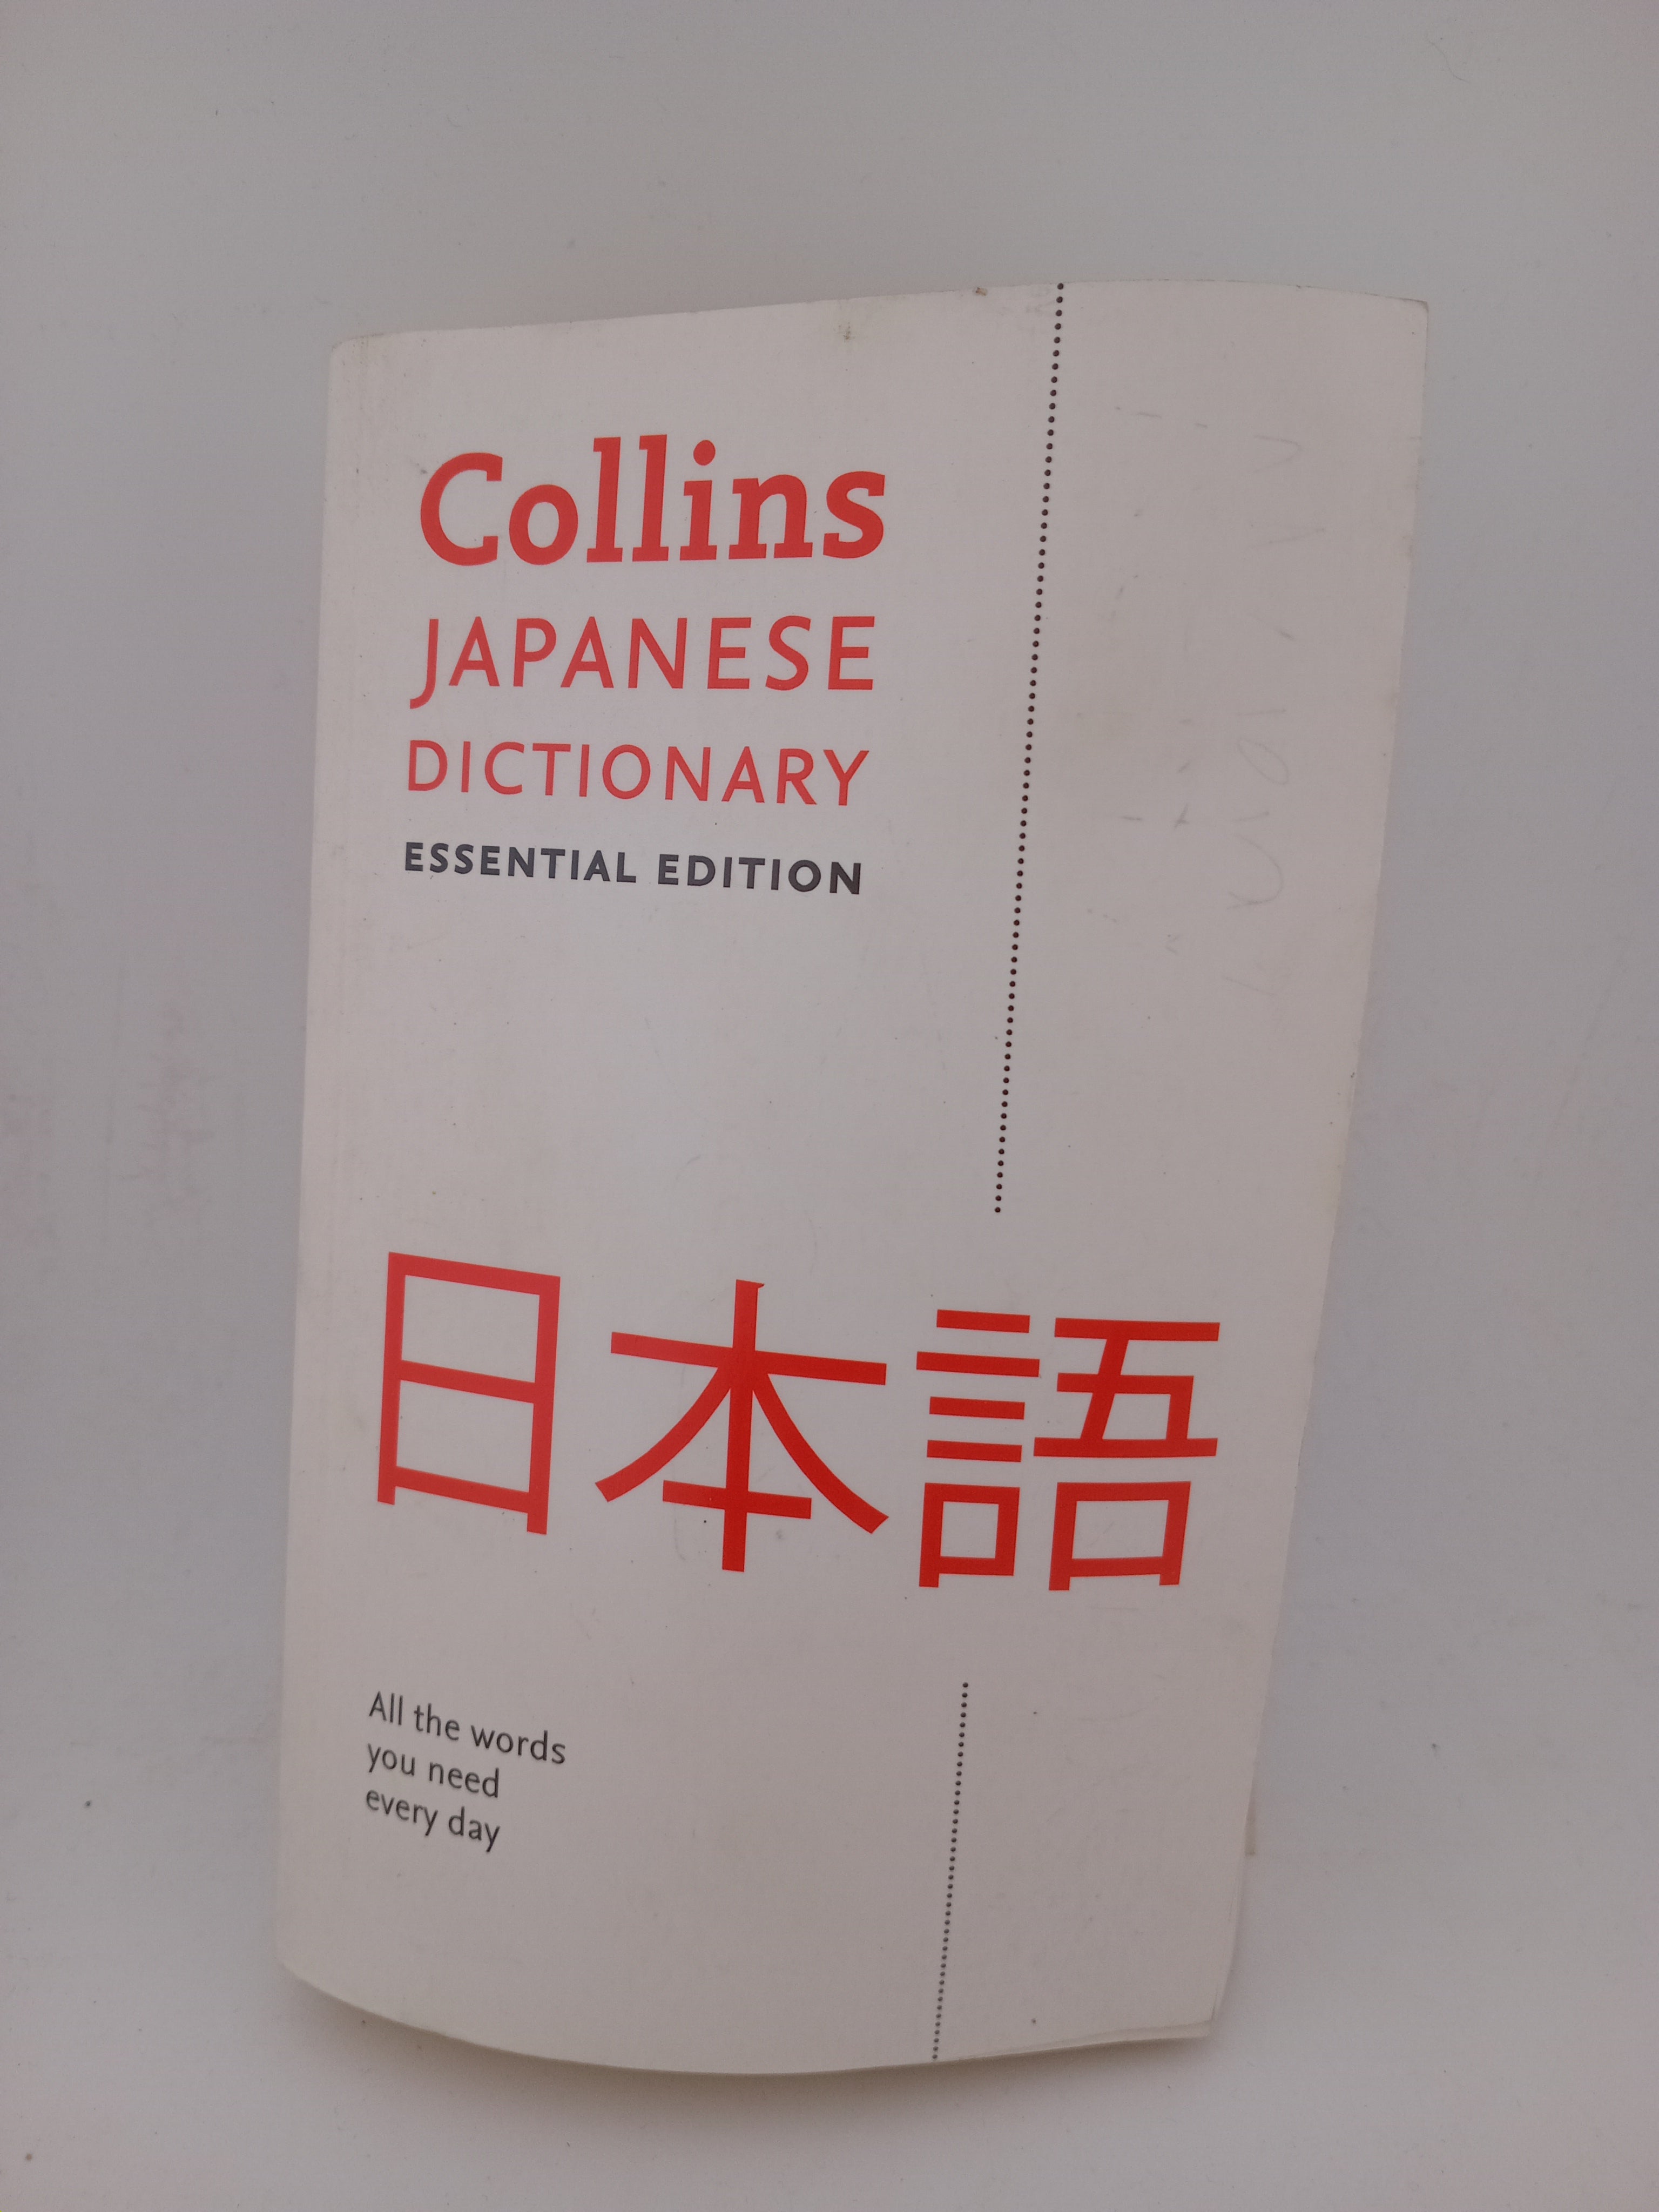 Collins
JAPANESE
DICTIONARY
ESSENTIAL EDITION
日本語
All the words
you need
every day